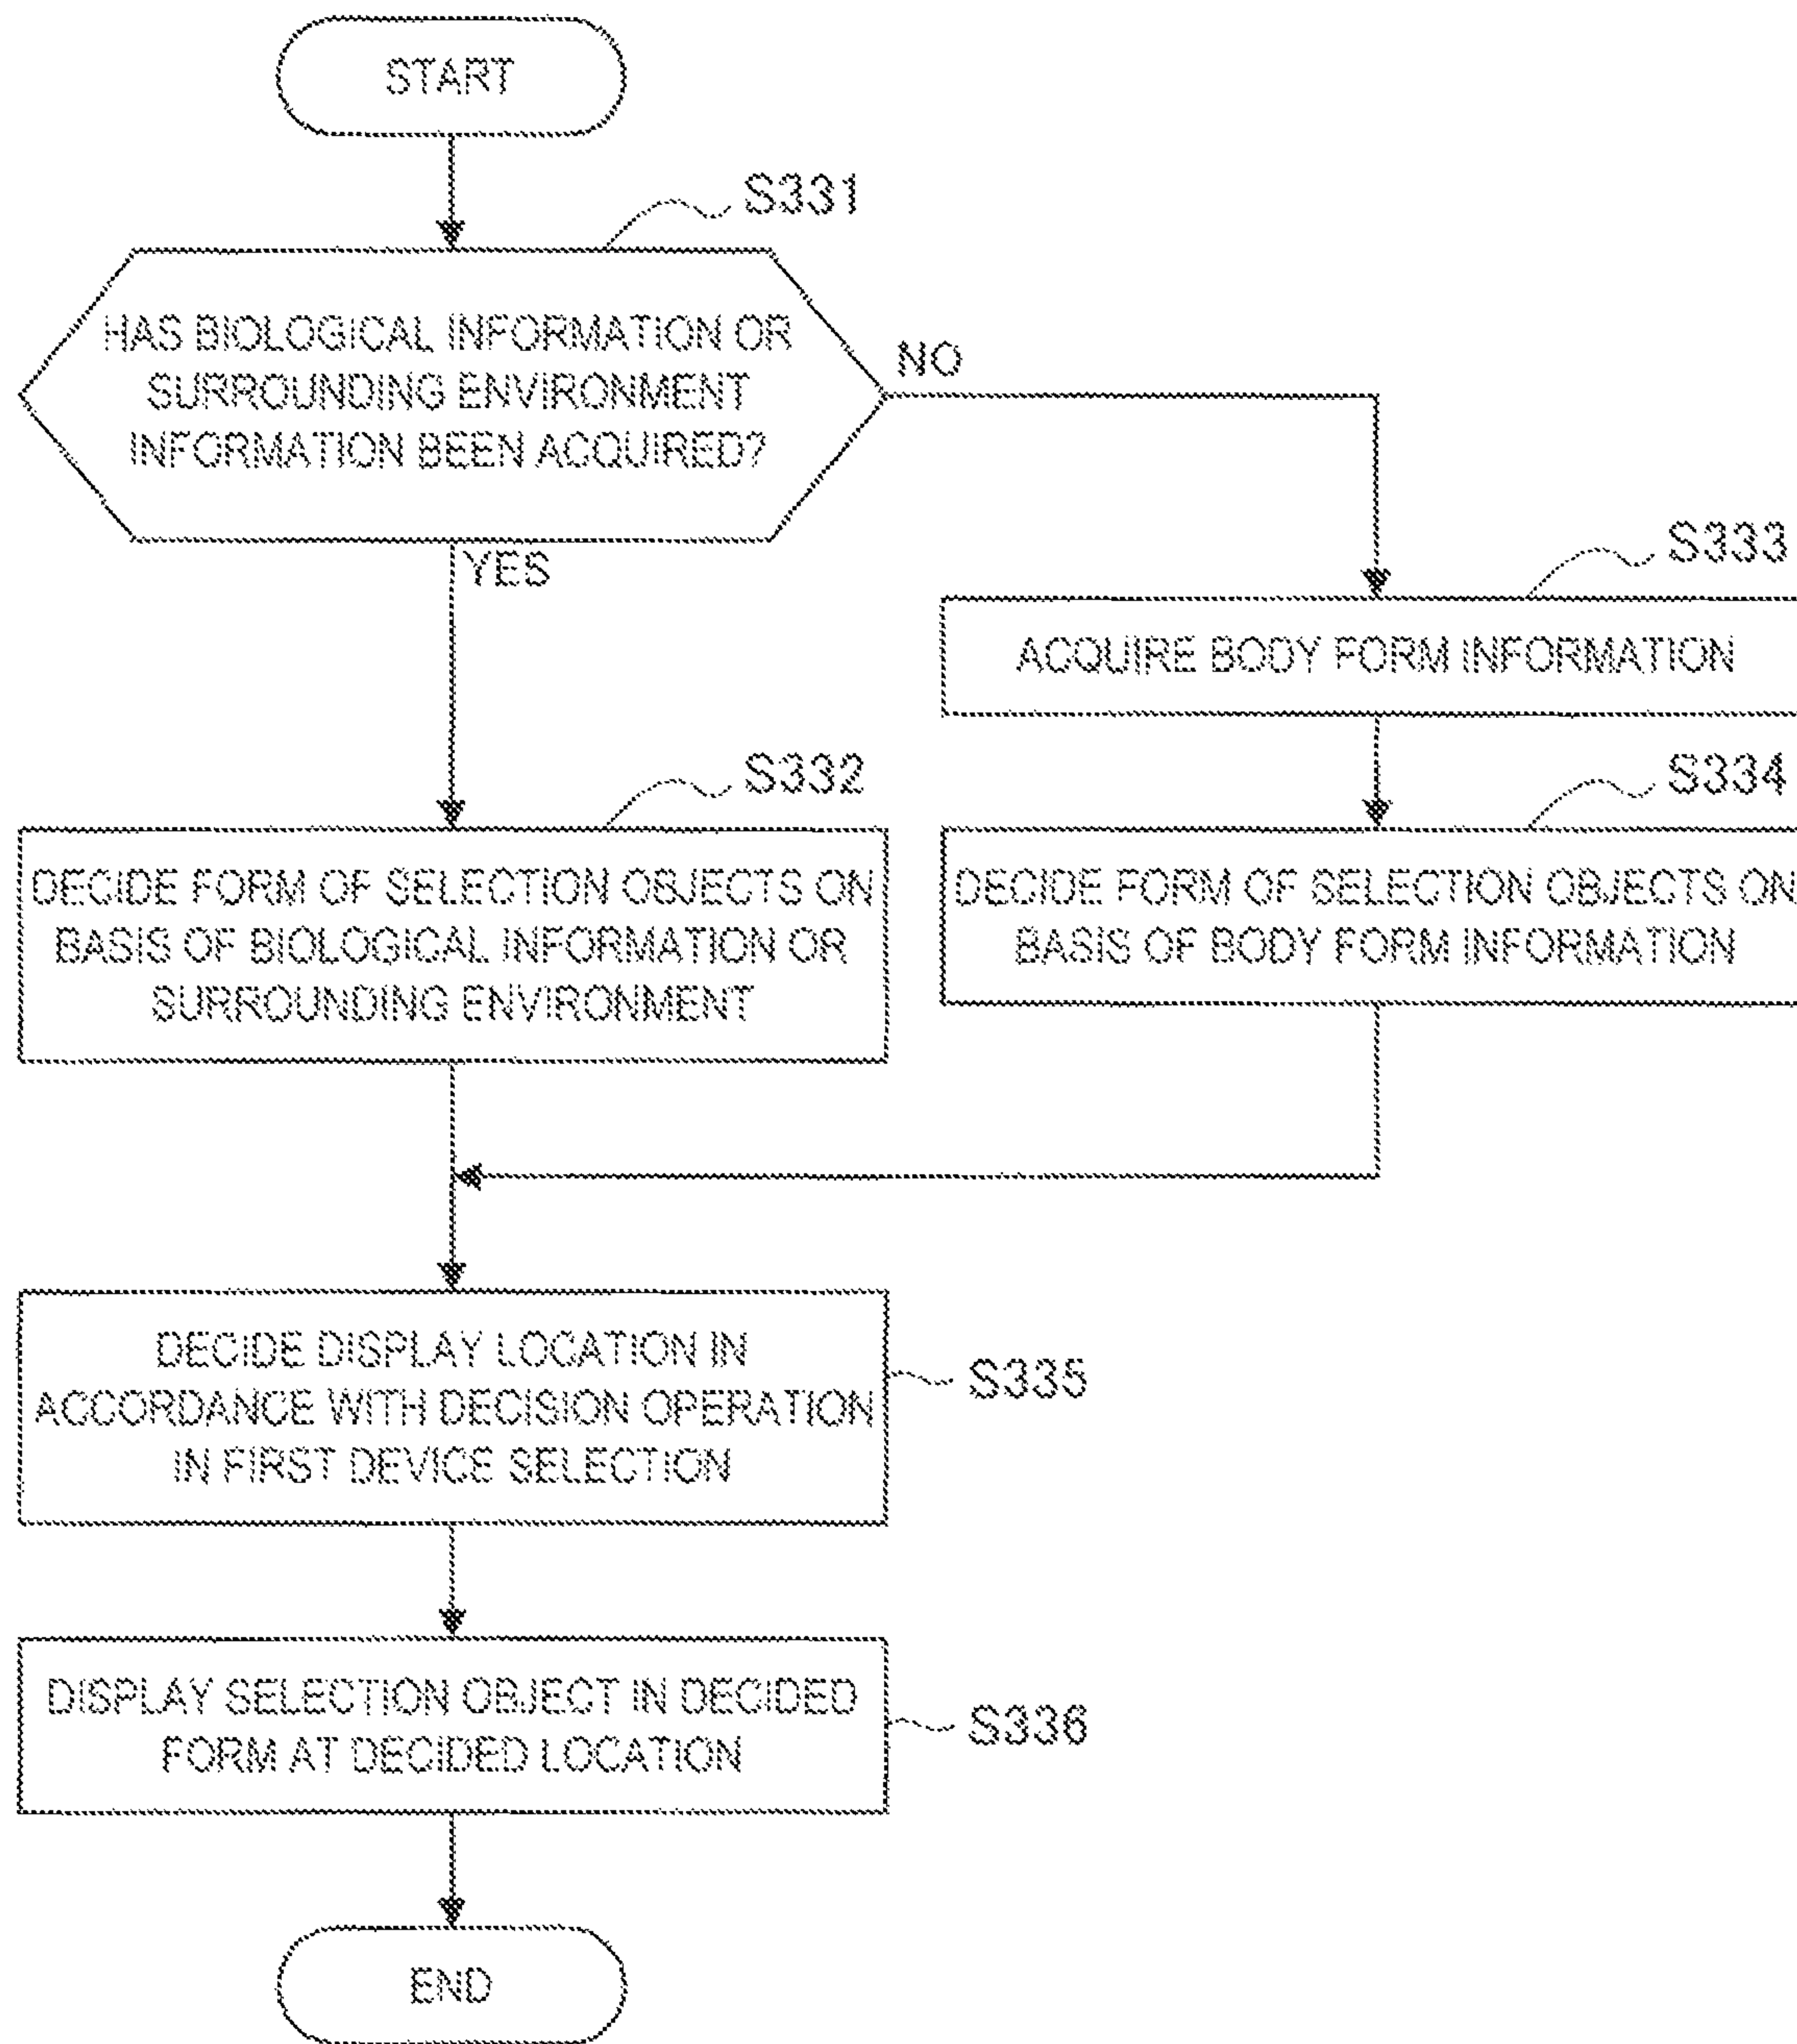 START
S331
HAS BIOLOGICAL INFORMATION OR
SURROUNDING ENVIRONMENT
INFORMATION BEEN ACQUIRED?
NO
YES
S333
ACQUIRE BODY FORM INFORMATION
S332
DECIDE FORM OF SELECTION OBJECTS ON
BASIS OF BIOLOGICAL INFORMATION OR
SURROUNDING ENVIRONMENT
S334
DECIDE FORM OF SELECTION OBJECTS ON
BASIS OF BODY FORM INFORMATION
DECIDE DISPLAY LOCATION IN
ACCORDANCE WITH DECISION OPERATION
IN FIRST DEVICE SELECTION
S335
DISPLAY SELECTION OBJECT IN DECIDED
FORM AT DECIDED LOCATION
S336
END